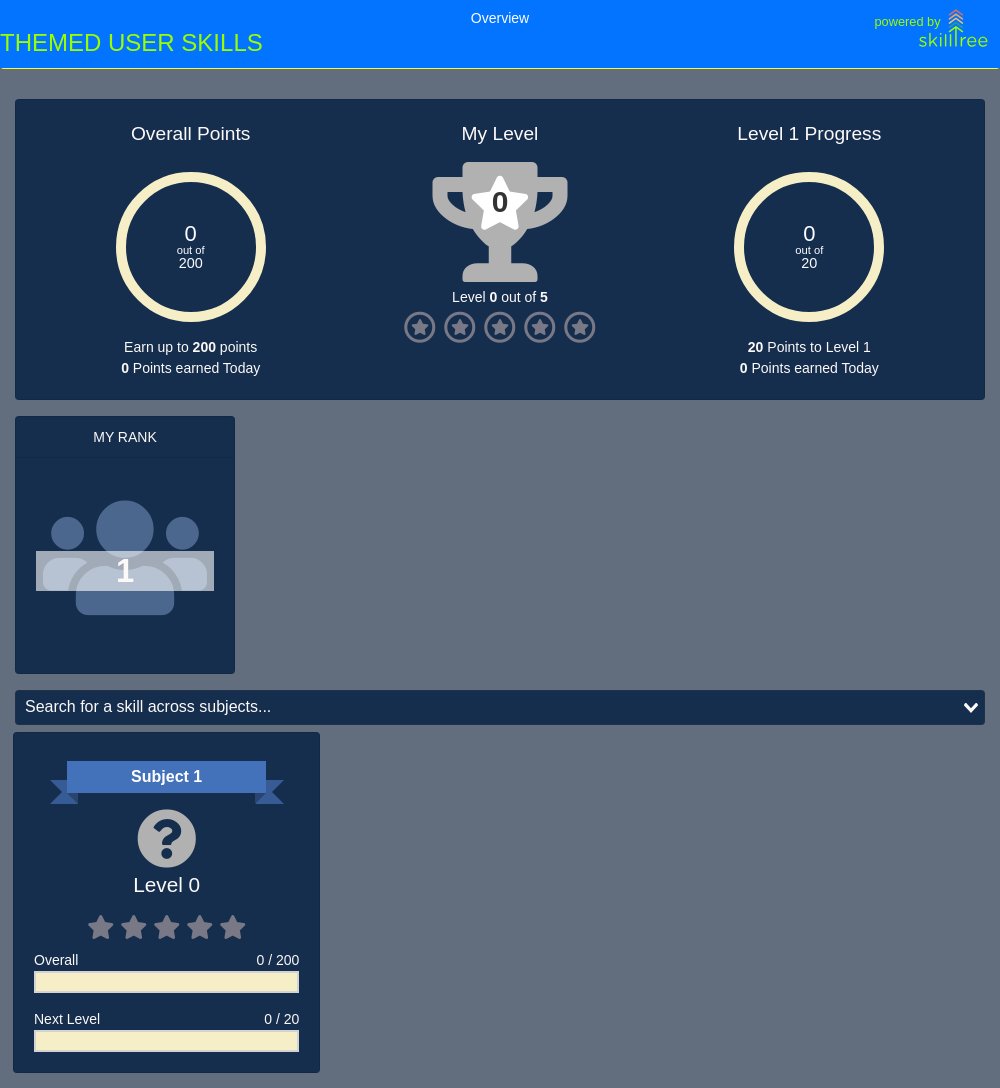 Overview
THEMED USER SKILLS
powered by
skilltree
Overall Points
0
out of
200
Earn up to 200 points
0 Points earned Today
My Level
0
Level 0 out of 5
Level 1 Progress
0
out of
20
20 Points to Level 1
0 Points earned Today
MY RANK
1
Search for a skill across subjects...
Subject 1
Level 0
Overall 0 / 200
Next Level 0 / 20